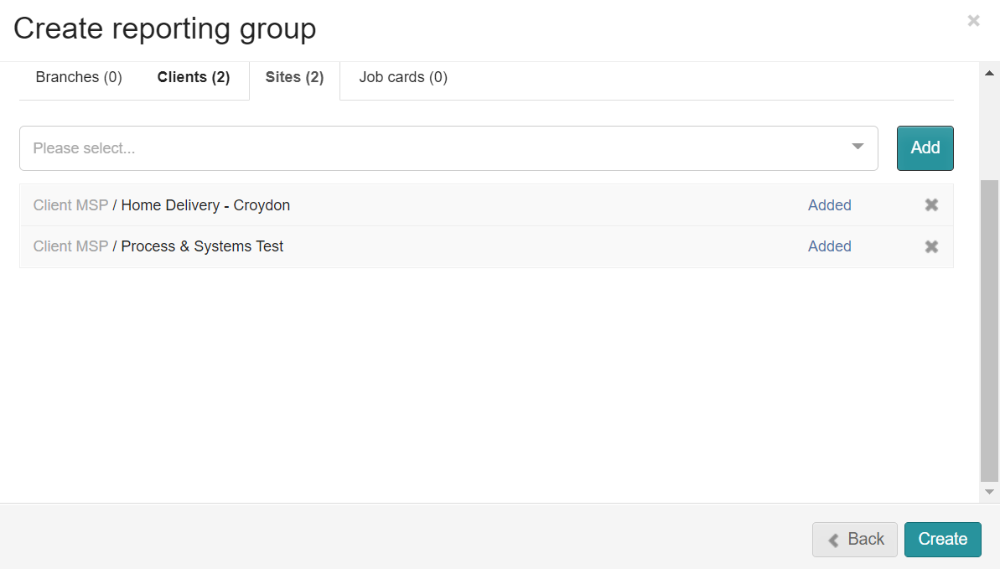 Create reporting group
Branches (0) Clients (2) Sites (2) Job cards (0)
Please select... Add
Client MSP / Home Delivery - Croydon Added
Client MSP / Process & Systems Test Added
Back Create